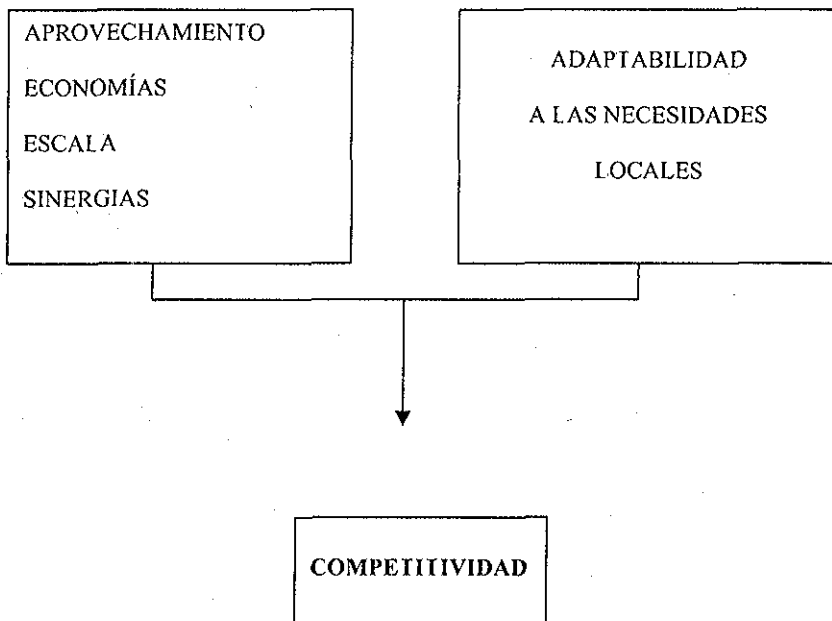 APROVECHAMIENTO
ECONOMÍAS
ESCALA
SINERGIAS
ADAPTABILIDAD
A LAS NECESIDADES
LOCALES
COMPETITIVIDAD